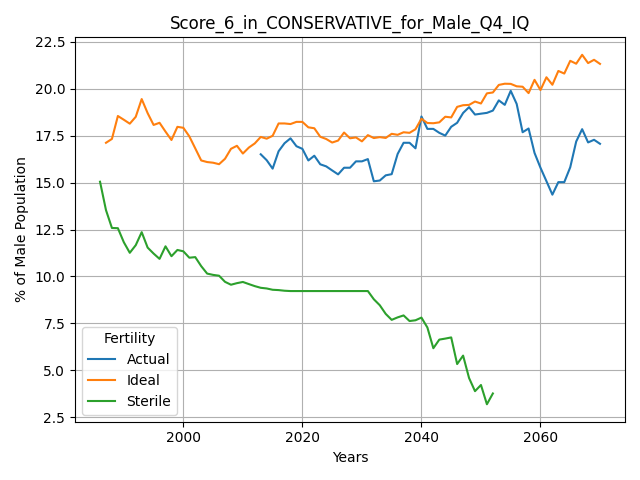 Score_6_in_CONSERVATIVE_for_Male_Q4_IQ
% of Male Population
22.5
20.0
17.5
15.0
12.5
10.0
7.5
5.0
2.5
Fertility
Actual
Ideal
Sterile
2000 2020 2040 2060
Years